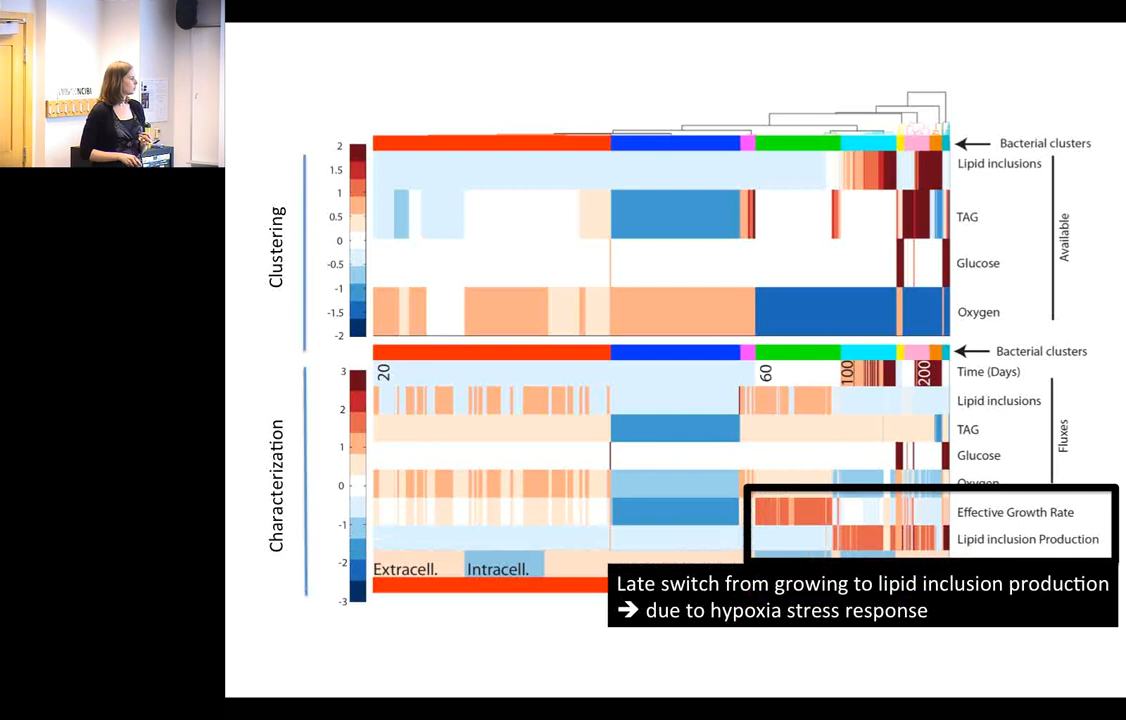 Bacterial clusters
Lipid inclusions
TAG
Glucose
Oxygen
Available
Clustering
2
1.5
1
0.5
0
-0.5
-1
-1.5
-2
Bacterial clusters
20
60
100
200
Time (Days)
Lipid inclusions
TAG
Glucose
Oxygen
Fluxes
Effective Growth Rate
Lipid inclusion Production
Characterization
3
2
1
0
-1
-2
-3
Extracell.
Intracell.
Late switch from growing to lipid inclusion production
➔ due to hypoxia stress response